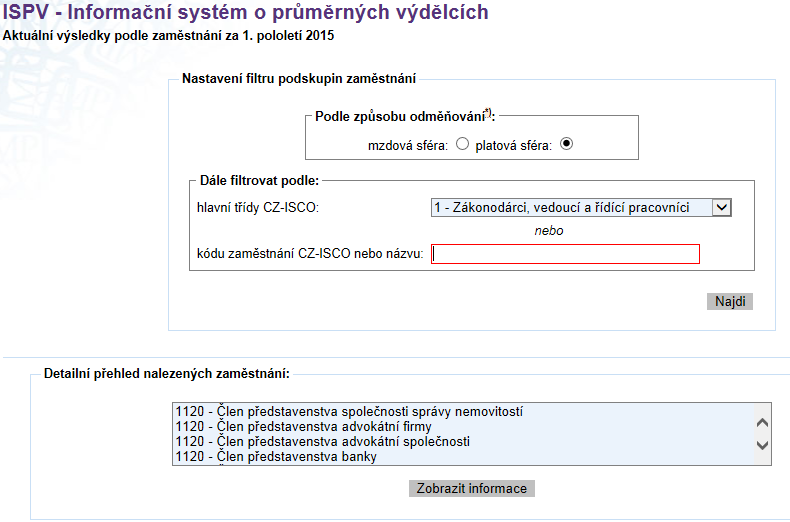 ISPV - Informační systém o průměrných výdělcích
Aktuální výsledky podle zaměstnání za 1. pololetí 2015
Nastavení filtru podskupin zaměstnání
Podle způsobu odměňování*):
mzdová sféra: platová sféra:
Dále filtrovat podle:
hlavní třídy CZ-ISCO: 1 - Zákonodárci, vedoucí a řídící pracovníci
nebo
kódu zaměstnání CZ-ISCO nebo názvu:
Najdi
Detailní přehled nalezených zaměstnání:
1120 - Člen představenstva společnosti správy nemovitostí
1120 - Člen představenstva advokátní firmy
1120 - Člen představenstva advokátní společnosti
1120 - Člen představenstva banky
Zobrazit informace